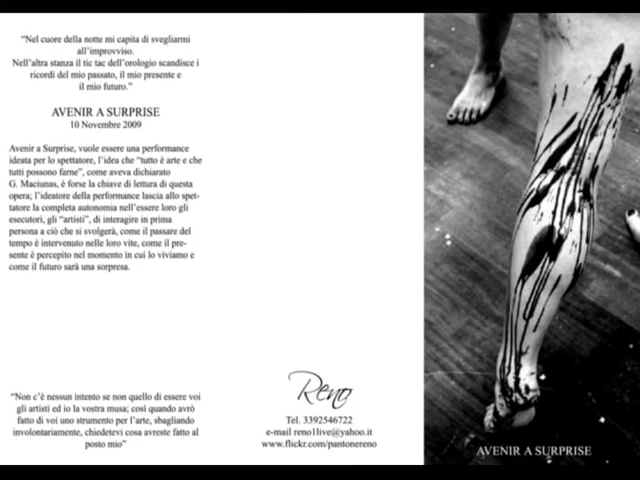 “Nel cuore della notte mi capita di svegliarmi
all’improvviso.
Nell’altra stanza il tic tac dell’orologio scandisce i
ricordi del mio passato, il mio presente e
il mio futuro.”
AVENIR A SURPRISE
10 Novembre 2009
Avenir a Surprise, vuole essere una performance
ideata per lo spettatore, l’idea che “tutto è arte e che
tutti possono farne”, come aveva dichiarato
G. Maciunas, è forse la chiave di lettura di questa
opera; l’ideatore della performance lascia allo spet-
tatore la completa autonomia nell’essere loro gli
esecutori, gli “artisti”, di interagire in prima
persona a ciò che si svolgerà, come il passare del
tempo è intervenuto nelle loro vite, come il pre-
sente è percepito nel momento in cui lo viviamo e
come il futuro sarà una sorpresa.
“Non c’è nessun intento se non quello di essere voi
gli artisti ed io la vostra musa; così quando avrò
fatto di voi uno strumento per l’arte, sbagliando
involontariamente, chiedetevi cosa avreste fatto al
posto mio”
Reno
Tel. 3392546722
e-mail reno1live@yahoo.it
www.flickr.com/pantonereno
AVENIR A SURPRISE